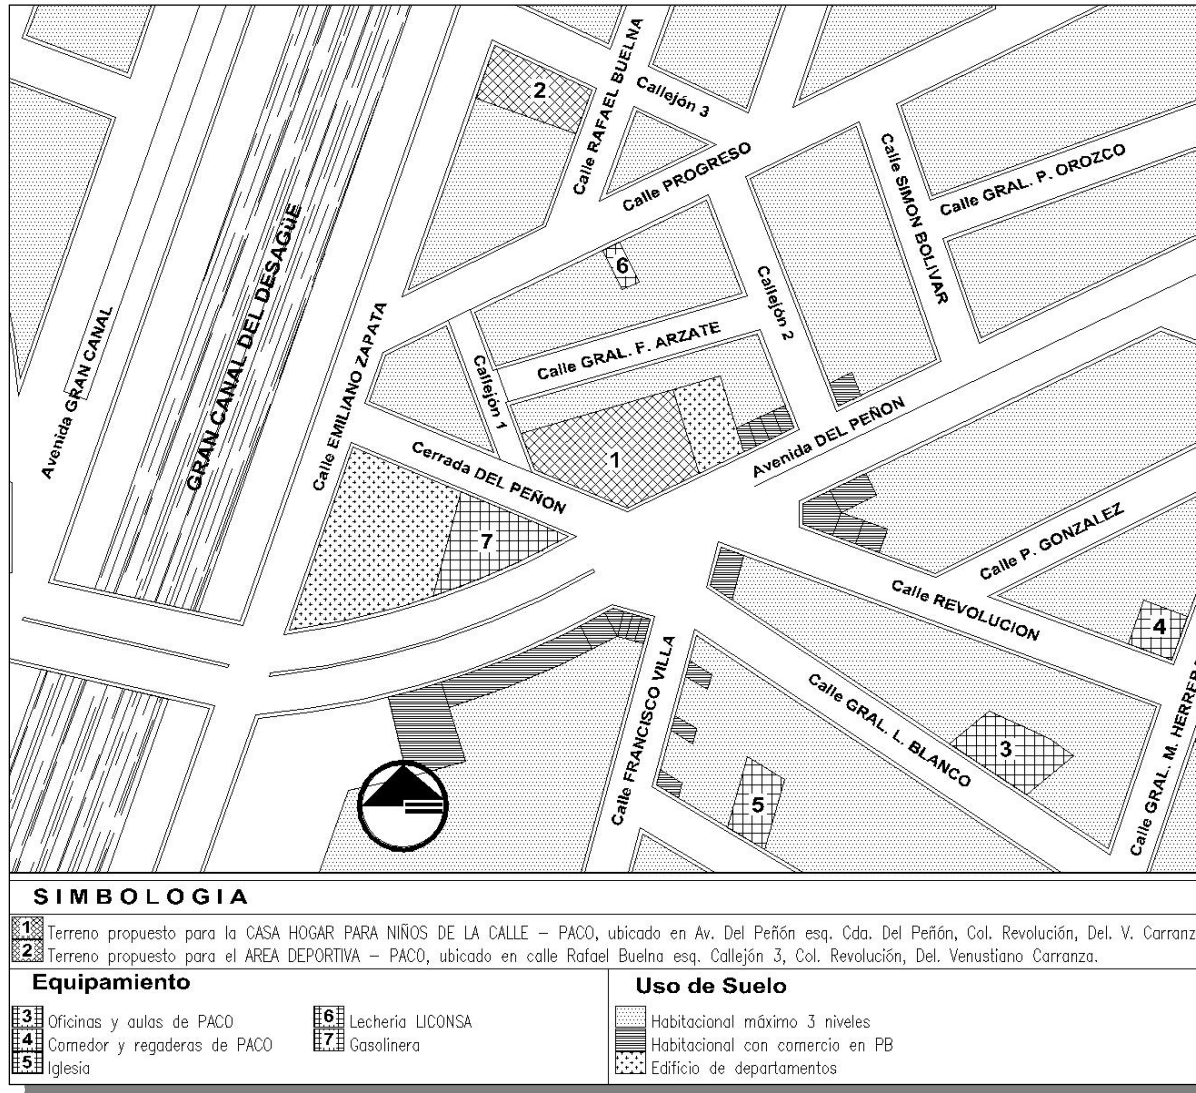 2
Calle RAFAEL BUELNA
Callejón 3
Calle PROGRESO
Calle SIMON BOLIVAR
Calle GRAL. P. OROZCO
6
Callejón 2
Avenida GRAN CANAL
GRAN CANAL DEL DESAGüE
Calle EMILIANO ZAPATA
Callejón 1
Calle GRAL. F. ARZATE
1
Cerrada DEL PEÑON
Avenida DEL PEÑON
7
Calle P. GONZALEZ
Calle REVOLUCION
4
Calle FRANCISCO VILLA
Calle GRAL. L. BLANCO
3
5
Calle GRAL. M. HERRER
SIMBOLOGIA
1 Terreno propuesto para la CASA HOGAR PARA NIÑOS DE LA CALLE – PACO, ubicado en Av. Del Peñón esq. Cda. Del Peñón, Col. Revolución, Del. V. Carranz
2 Terreno propuesto para el AREA DEPORTIVA – PACO, ubicado en calle Rafael Buelna esq. Callejón 3, Col. Revolución, Del. Venustiano Carranza.
Equipamiento
3 Oficinas y aulas de PACO
4 Comedor y regaderas de PACO
5 Iglesia
6 Lechería LICONSA
7 Gasolinera
Uso de Suelo
Habitacional máximo 3 niveles
Habitacional con comercio en PB
Edificio de departamentos